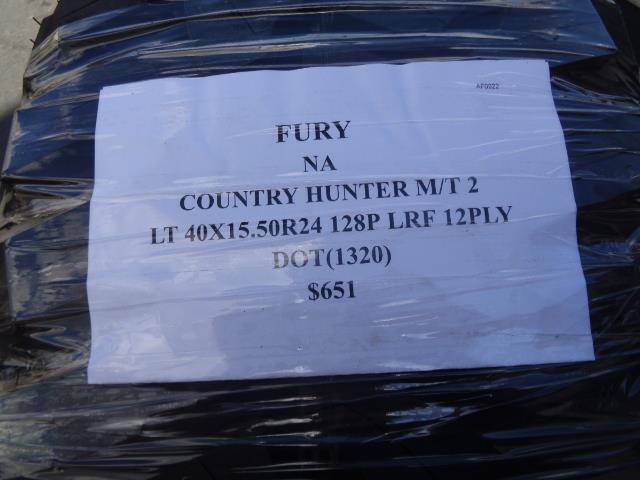 AF0022
FURY
NA
COUNTRY HUNTER M/T 2
LT 40X15.50R24 128P LRF 12PLY
DOT(1320)
$651